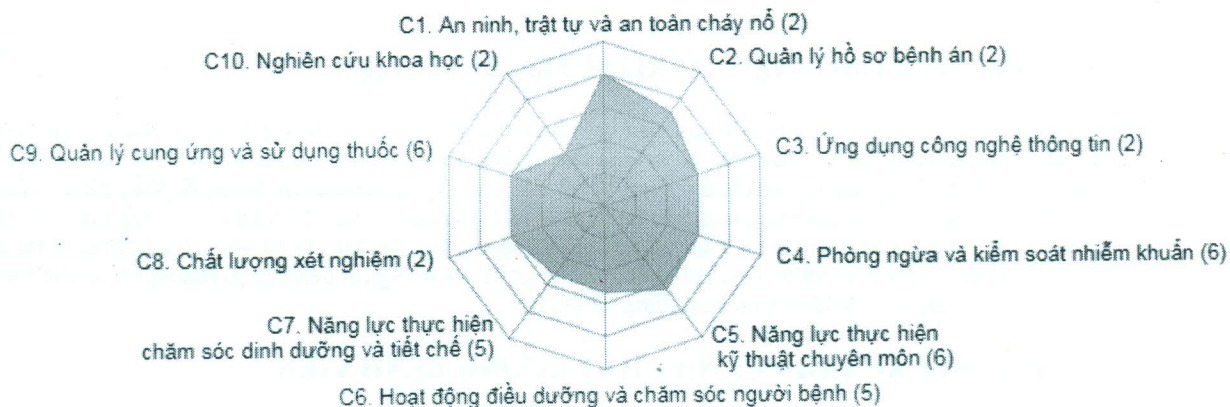 C1. An ninh, trật tự và an toàn cháy nổ (2)
C10. Nghiên cứu khoa học (2)
C2. Quản lý hồ sơ bệnh án (2)
C9. Quản lý cung ứng và sử dụng thuốc (6)
C3. Ứng dụng công nghệ thông tin (2)
C8. Chất lượng xét nghiệm (2)
C4. Phòng ngừa và kiểm soát nhiễm khuẩn (6)
C7. Năng lực thực hiện
chăm sóc dinh dưỡng và tiết chế (5)
C5. Năng lực thực hiện
kỹ thuật chuyên môn (6)
C6. Hoạt động điều dưỡng và chăm sóc người bệnh (5)